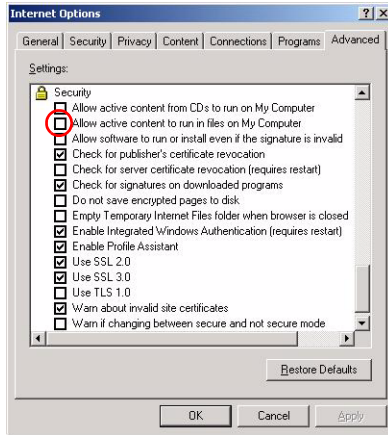 Internet Options
General Security Privacy Content Connections Programs Advanced
Settings:
Security
Allow active content from CDs to run on My Computer
Allow active content to run in files on My Computer
Allow software to run or install even if the signature is invalid
Check for publisher's certificate revocation
Check for server certificate revocation (requires restart)
Check for signatures on downloaded programs
Do not save encrypted pages to disk
Empty Temporary Internet Files folder when browser is closed
Enable Integrated Windows Authentication (requires restart)
Enable Profile Assistant
Use SSL 2.0
Use SSL 3.0
Use TLS 1.0
Warn about invalid site certificates
Warn if changing between secure and not secure mode
Restore Defaults
OK Cancel Apply